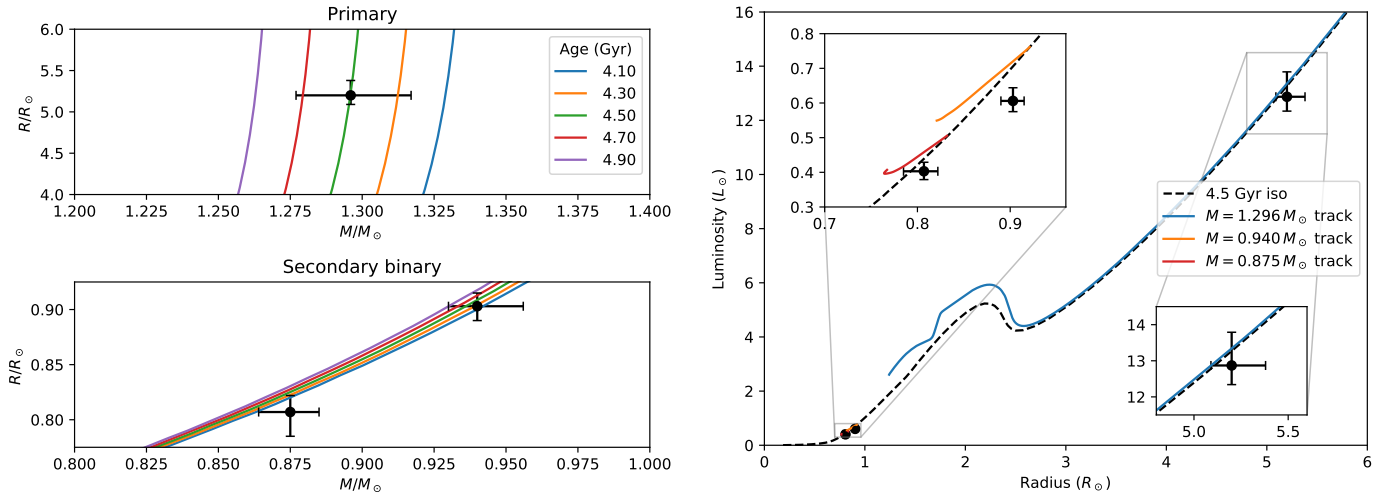 Primary
6.0
5.5
5.0
4.5
4.0
R/R⊙
1.200 1.225 1.250 1.275 1.300 1.325 1.350 1.375 1.400
M/M⊙
Age (Gyr)
4.10
4.30
4.50
4.70
4.90
Secondary binary
0.90
0.85
0.80
R/R⊙
0.800 0.825 0.850 0.875 0.900 0.925 0.950 0.975 1.000
M/M⊙
16
14
12
10
8
6
4
2
0
Luminosity (L⊙)
0 1 2 3 4 5 6
Radius (R⊙)
0.8
0.7
0.6
0.5
0.4
0.3
0.7 0.8 0.9
4.5 Gyr iso
M = 1.296 M⊙ track
M = 0.940 M⊙ track
M = 0.875 M⊙ track
14
13
12
5.0 5.5